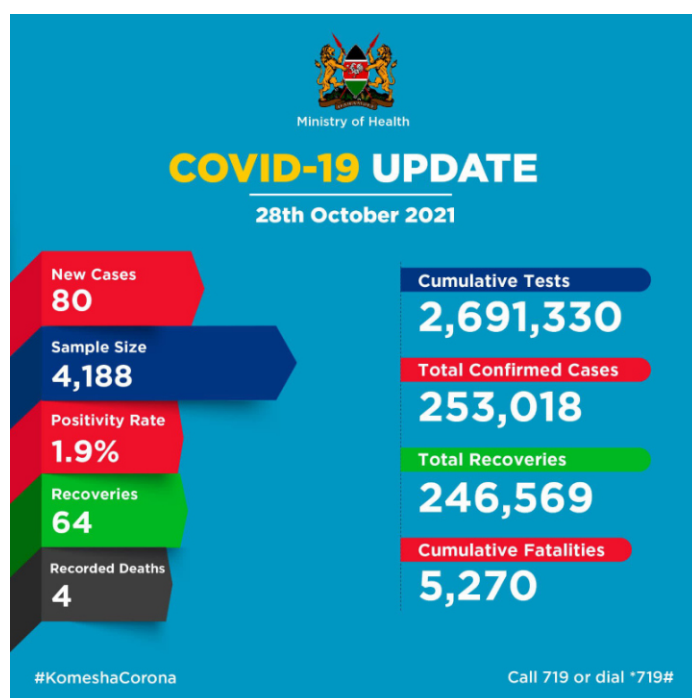 Ministry of Health
COVID-19 UPDATE
28th October 2021
New Cases
80
Sample Size
4,188
Positivity Rate
1.9%
Recoveries
64
Recorded Deaths
4
Cumulative Tests
2,691,330
Total Confirmed Cases
253,018
Total Recoveries
246,569
Cumulative Fatalities
5,270
#KomeshaCorona
Call 719 or dial *719#